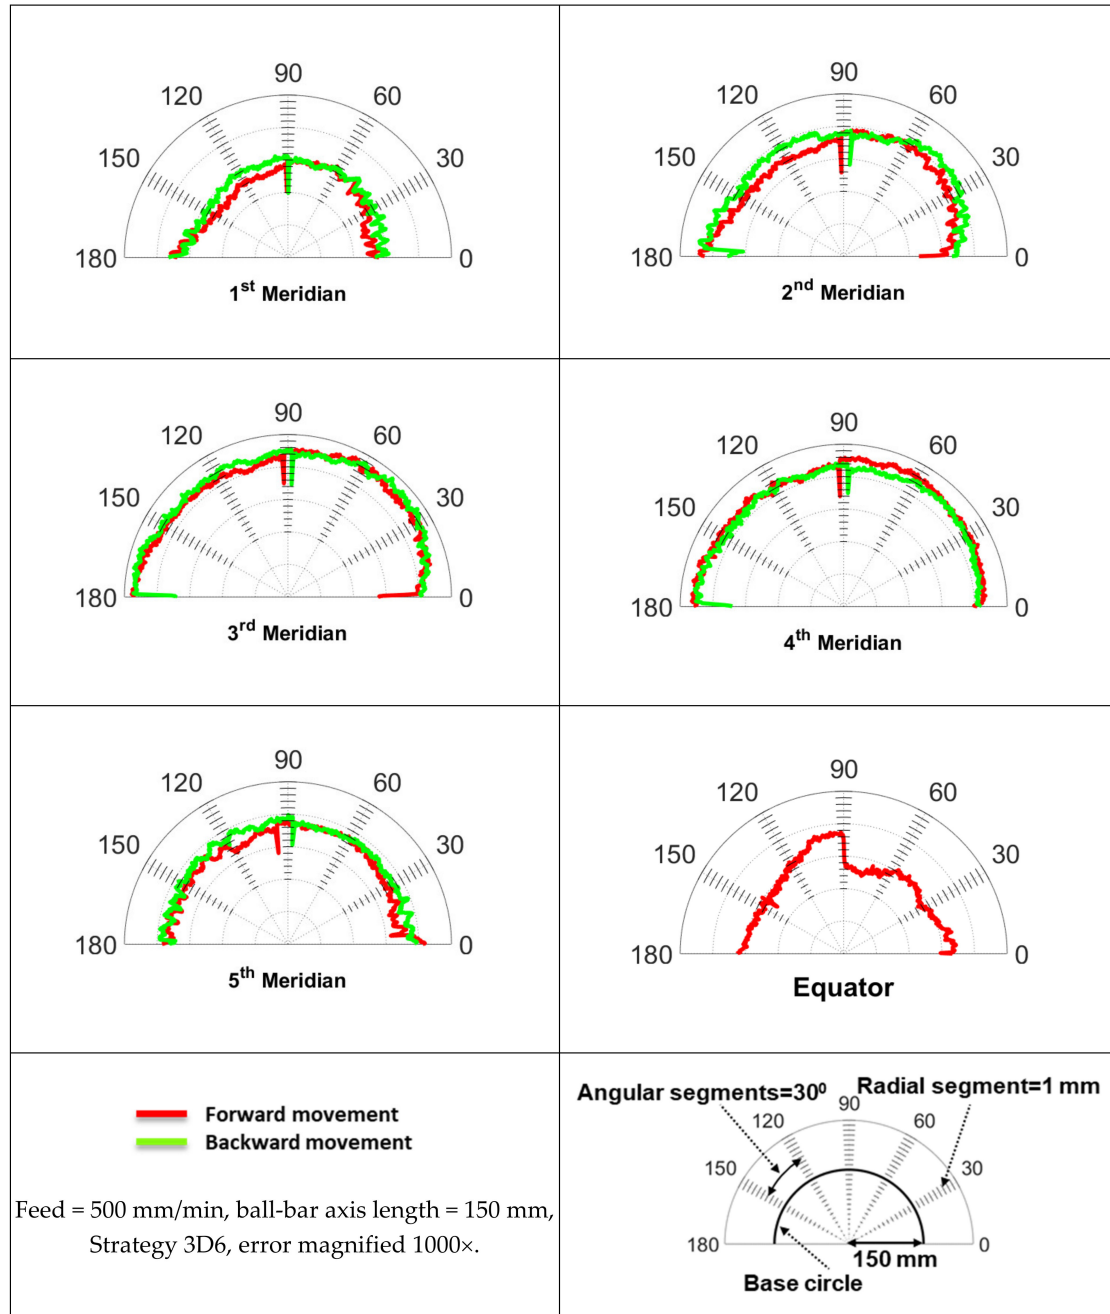 90
120 60
150 30
180 0
1st Meridian
90
120 60
150 30
180 0
2nd Meridian
90
120 60
150 30
180 0
3rd Meridian
90
120 60
150 30
180 0
4th Meridian
90
120 60
150 30
180 0
5th Meridian
90
120 60
150 30
180 0
Equator
Forward movement
Backward movement
Feed = 500 mm/min, ball-bar axis length = 150 mm,
Strategy 3D6, error magnified 1000×.
Angular segments=30⁰ Radial segment=1 mm
90
120 60
150 30
180 0
150 mm
Base circle